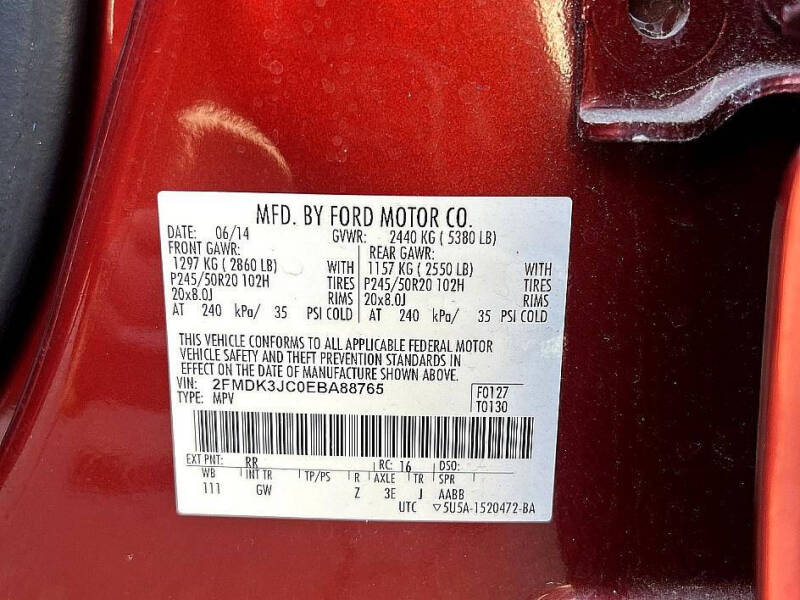 MFD. BY FORD MOTOR CO.
DATE: 06/14 GVWR: 2440 KG ( 5380 LB)
FRONT GAWR: REAR GAWR:
1297 KG ( 2860 LB) WITH 1157 KG ( 2550 LB) WITH
P245/50R20 102H TIRES P245/50R20 102H TIRES
20x8.0J RIMS 20x8.0J RIMS
AT 240 kPa/ 35 PSI COLD AT 240 kPa/ 35 PSI COLD
THIS VEHICLE CONFORMS TO ALL APPLICABLE FEDERAL MOTOR
VEHICLE SAFETY AND THEFT PREVENTION STANDARDS IN
EFFECT ON THE DATE OF MANUFACTURE SHOWN ABOVE.
VIN: 2FMDK3JC0EBA88765 F0127
TYPE: MPV T0130
EXT PNT: RR RC: 16 DSO:
WB INT TR TP/PS R AXLE TR SPR
111 GW Z 3E J AABB
UTC ▽5U5A-1520472-BA